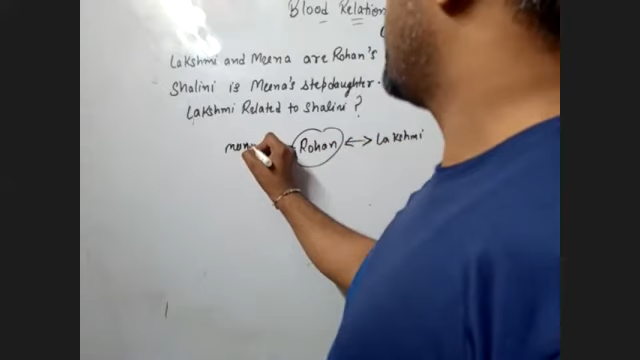 Blood Relation
Lakshmi and Meena are Rohan's
Shalini is Meena's stepdaughter.
Lakshmi Related to Shalini ?
Rohan ↔ Lakshmi